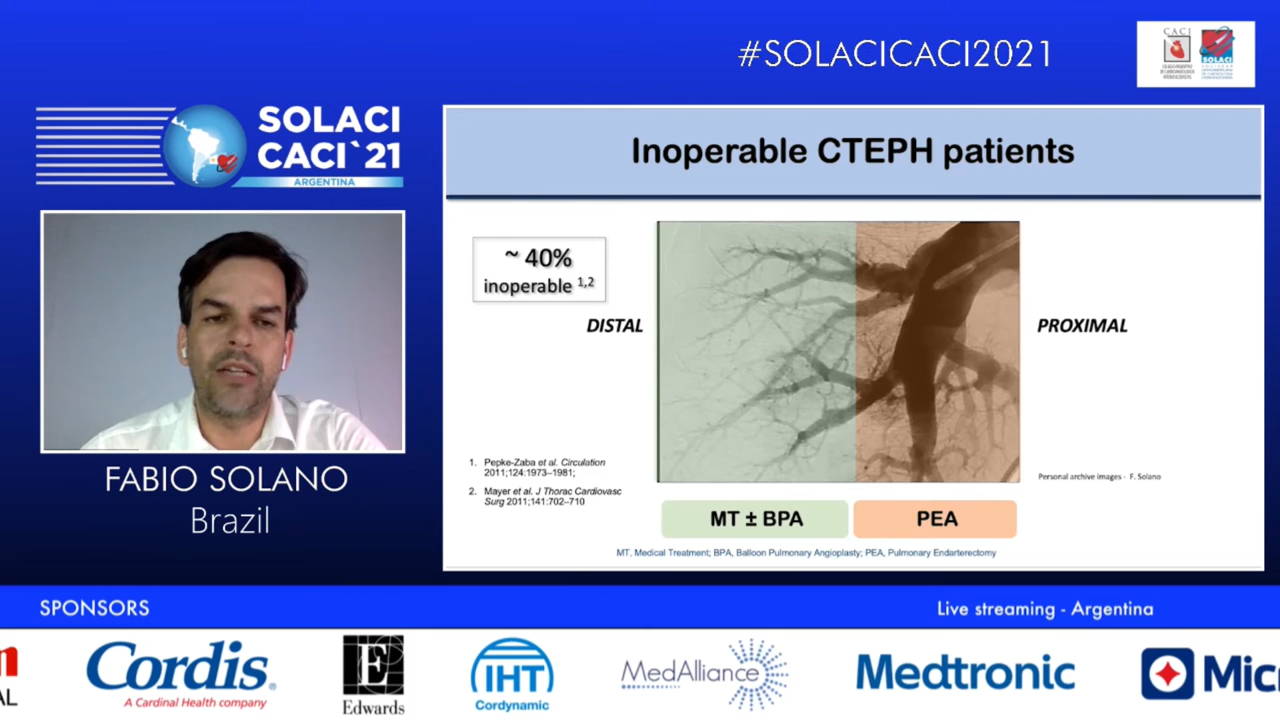 #SOLACICACI2021
CACI
SOLACI
SOLACI
CACI`21
ARGENTINA
FABIO SOLANO
Brazil
Inoperable CTEPH patients
~ 40%
inoperable 1,2
DISTAL
PROXIMAL
1. Pepke-Zaba et al. Circulation
2011;124:1973–1981;
2. Mayer et al. J Thorac Cardiovasc
Surg 2011;141:702–710
Personal archive images - F. Solano
MT ± BPA
PEA
MT, Medical Treatment; BPA, Balloon Pulmonary Angioplasty; PEA, Pulmonary Endarterectomy
SPONSORS
Live streaming - Argentina
Cordis®
A Cardinal Health company
E
Edwards
IHT
Cordynamic
MedAlliance
Medtronic